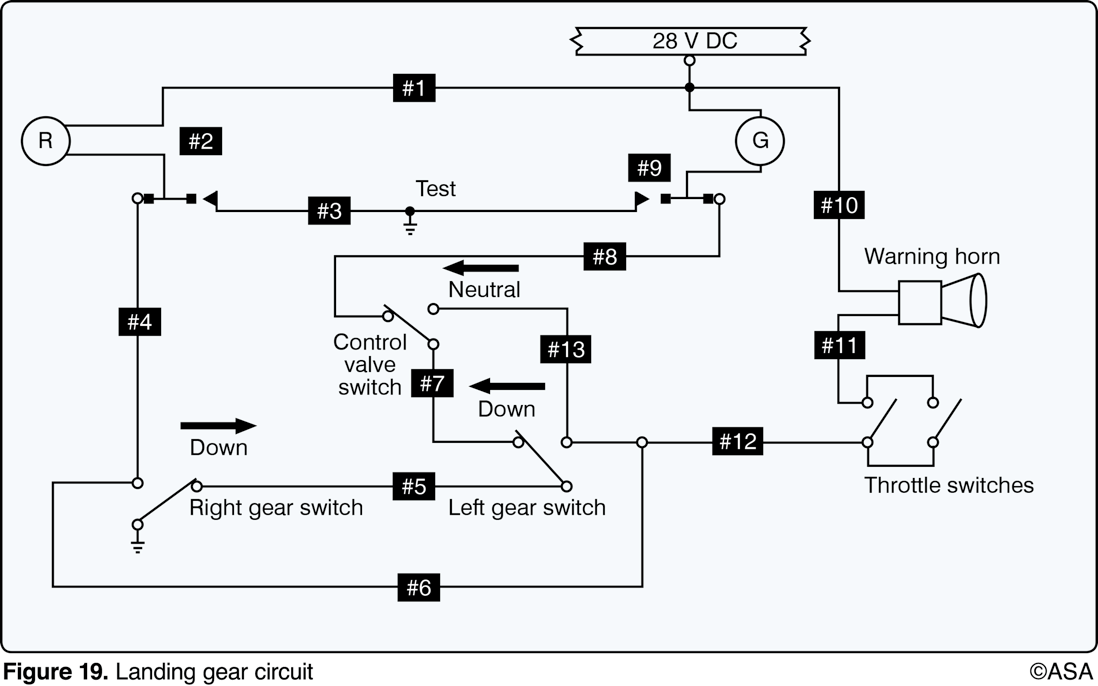 28 V DC
#1
R
#2
G
#9
Test
#3
#10
#8
Warning horn
Neutral
#4
Control
valve
switch
#13
#11
#7
Down
Down
#12
#5
Right gear switch
Left gear switch
Throttle switches
#6
Figure 19. Landing gear circuit
©ASA